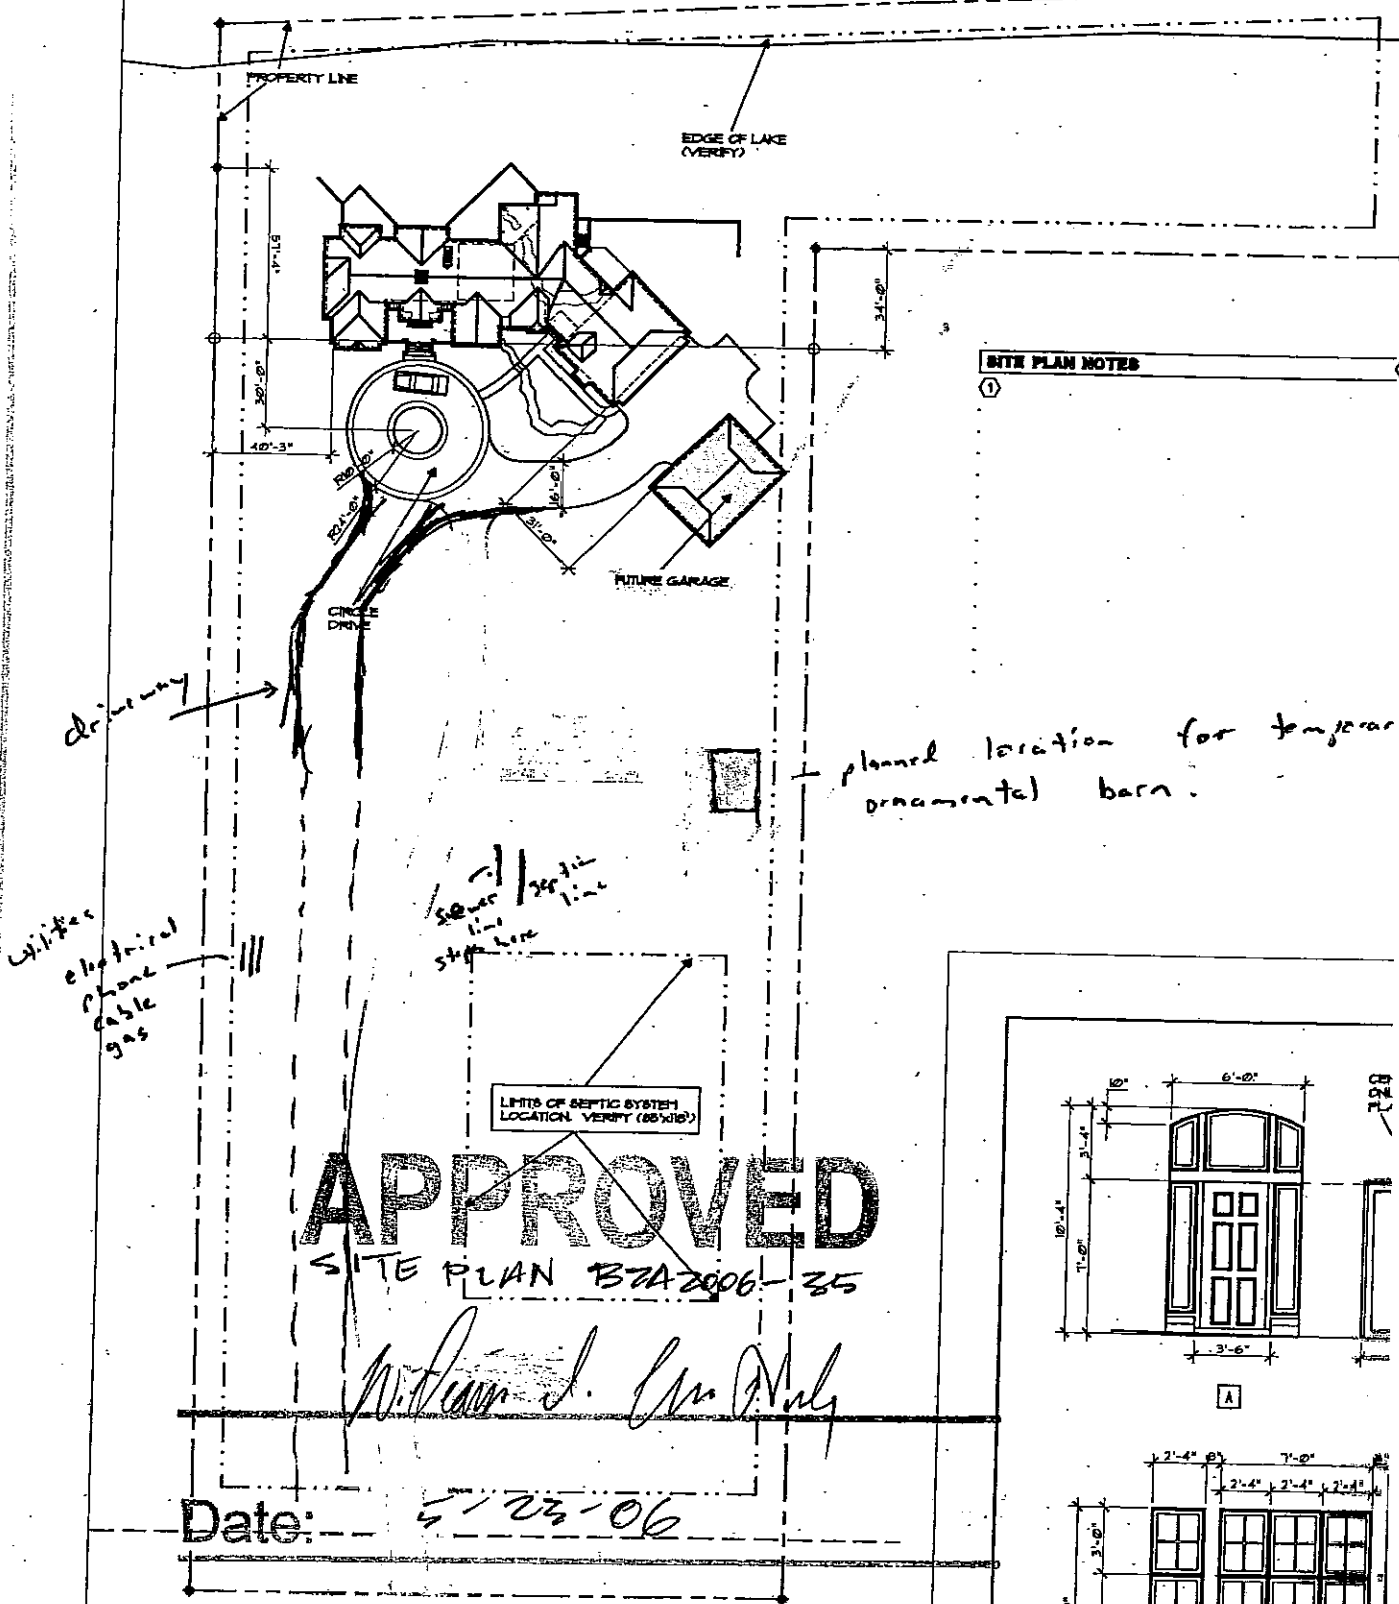 PROPERTY LINE
EDGE OF LAKE
(VERIFY)
57'-4"
34'-0"
30'-0"
40'-3"
SITE PLAN NOTES
1
R10'-0"
R24'-0"
16'-0"
31'-0"
FUTURE GARAGE
CIRCLE
DRIVE
driveway
planned location for temporar
ornamental barn.
sewer
line
stops here
septic
line
utilities
electrical
phone
cable
gas
LIMITS OF SEPTIC SYSTEM
LOCATION. VERIFY
10"
6'-0"
3'-4"
10'-4"
7'-0"
3'-6"
A
APPROVED
SITE PLAN BZA2006-35
2'-4"
8"
7'-0"
2'-4"
2'-4"
2'-4"
3'-0"
Date: 5-23-06